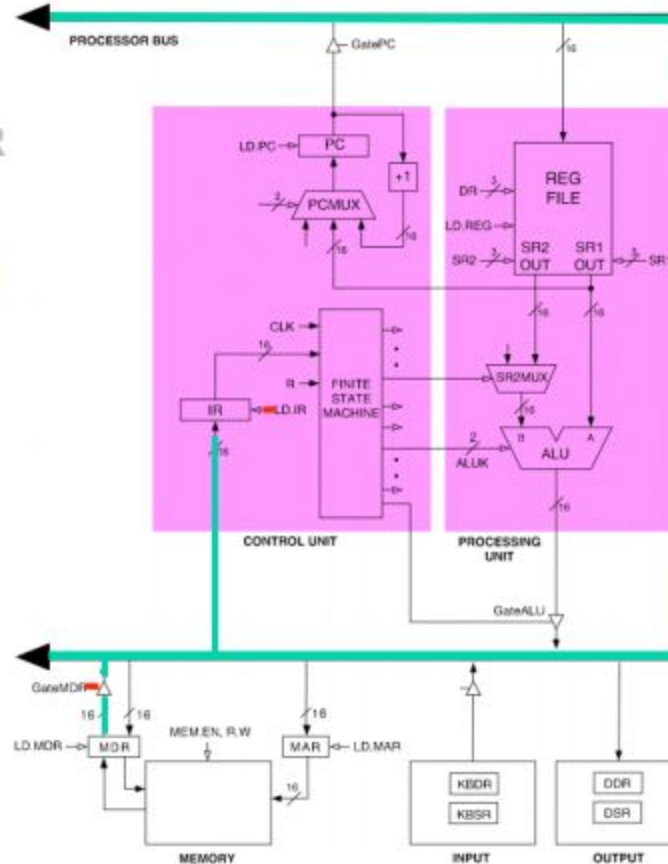 PROCESSOR BUS
GatePC
16
R
LD.PC
PC
+1
2
PCMUX
16
16
REG
FILE
DR
3
LD.REG
SR2
3
SR2
OUT
SR1
OUT
3
SR1
16
16
CLK
16
R
FINITE
STATE
MACHINE
IR
LD.IR
16
SR2MUX
16
2
ALUK
B
A
ALU
16
CONTROL UNIT
PROCESSING
UNIT
GateALU
GateMDR
16
16
16
LD.MDR
MDR
MEM.EN, R.W
MAR
LD.MAR
16
KBDR
KBSR
DDR
DSR
MEMORY
INPUT
OUTPUT